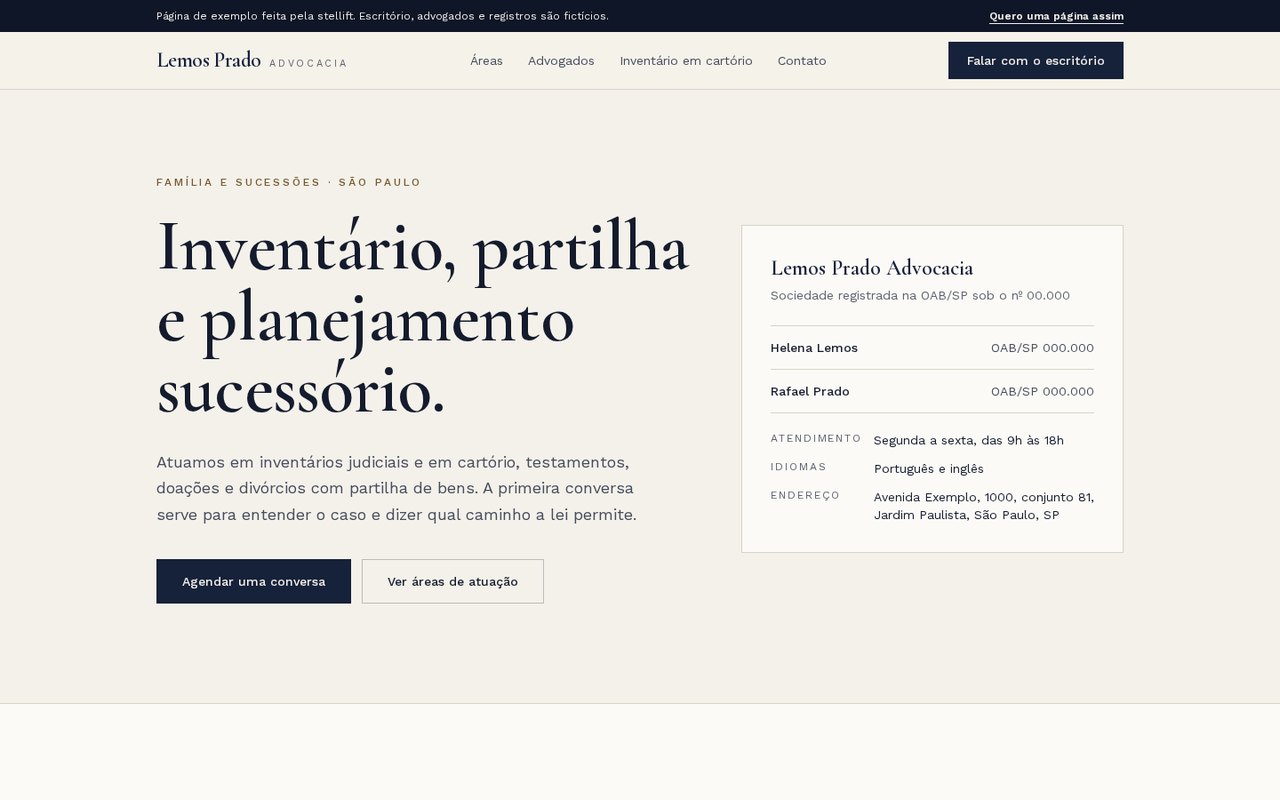 Página de exemplo feita pela stellift. Escritório, advogados e registros são fictícios.
Quero uma página assim
Lemos Prado ADVOCACIA
Áreas
Advogados
Inventário em cartório
Contato
Falar com o escritório
FAMÍLIA E SUCESSÕES · SÃO PAULO
Inventário, partilha
e planejamento
sucessório.
Atuamos em inventários judiciais e em cartório, testamentos,
doações e divórcios com partilha de bens. A primeira conversa
serve para entender o caso e dizer qual caminho a lei permite.
Agendar uma conversa
Ver áreas de atuação
Lemos Prado Advocacia
Sociedade registrada na OAB/SP sob o nº 00.000
Helena Lemos OAB/SP 000.000
Rafael Prado OAB/SP 000.000
ATENDIMENTO Segunda a sexta, das 9h às 18h
IDIOMAS Português e inglês
ENDEREÇO Avenida Exemplo, 1000, conjunto 81,
Jardim Paulista, São Paulo, SP